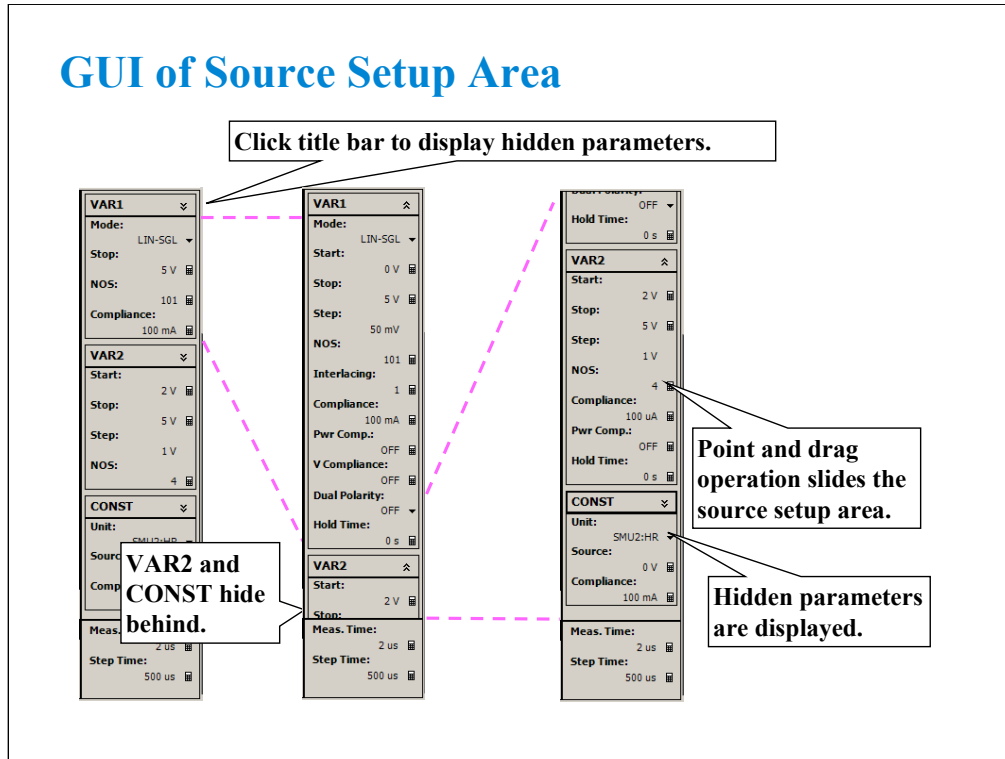 GUI of Source Setup Area
Click title bar to display hidden parameters.
VAR1
Mode:
LIN-SGL
Stop:
5 V
NOS:
101
Compliance:
100 mA
VAR2
Start:
2 V
Stop:
5 V
Step:
1 V
NOS:
4
CONST
Unit:
SMU2:HR
Sourc
Comp
VAR2 and
CONST hide
behind.
Meas. Time:
2 us
Step Time:
500 us
VAR1
Mode:
LIN-SGL
Start:
0 V
Stop:
5 V
Step:
50 mV
NOS:
101
Interlacing:
1
Compliance:
100 mA
Pwr Comp.:
OFF
V Compliance:
OFF
Dual Polarity:
OFF
Hold Time:
0 s
VAR2
Start:
2 V
Stop:
Meas. Time:
2 us
Step Time:
500 us
Dual Polarity:
OFF
Hold Time:
0 s
VAR2
Start:
2 V
Stop:
5 V
Step:
1 V
NOS:
4
Compliance:
100 uA
Pwr Comp.:
OFF
Hold Time:
0 s
CONST
Unit:
SMU2:HR
Source:
0 V
Compliance:
100 mA
Meas. Time:
2 us
Step Time:
500 us
Point and drag
operation slides the
source setup area.
Hidden parameters
are displayed.